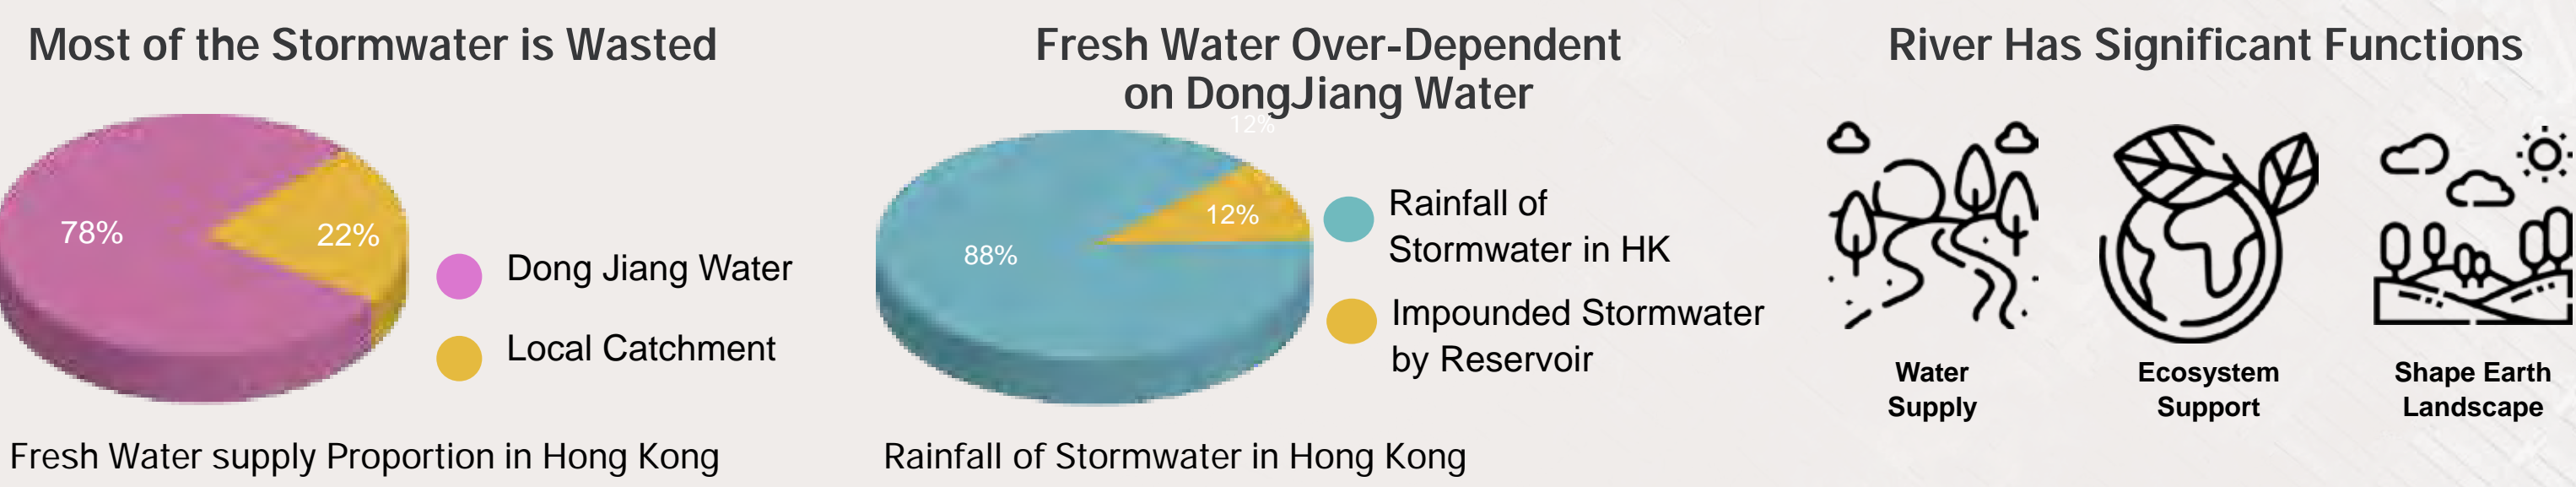 Most of the Stormwater is Wasted
78%
22%
Dong Jiang Water
Local Catchment
Fresh Water supply Proportion in Hong Kong
Fresh Water Over-Dependent
on DongJiang Water
12%
12%
88%
Rainfall of
Stormwater in HK
Impounded Stormwater
by Reservoir
Rainfall of Stormwater in Hong Kong
River Has Significant Functions
Water
Supply
Ecosystem
Support
Shape Earth
Landscape